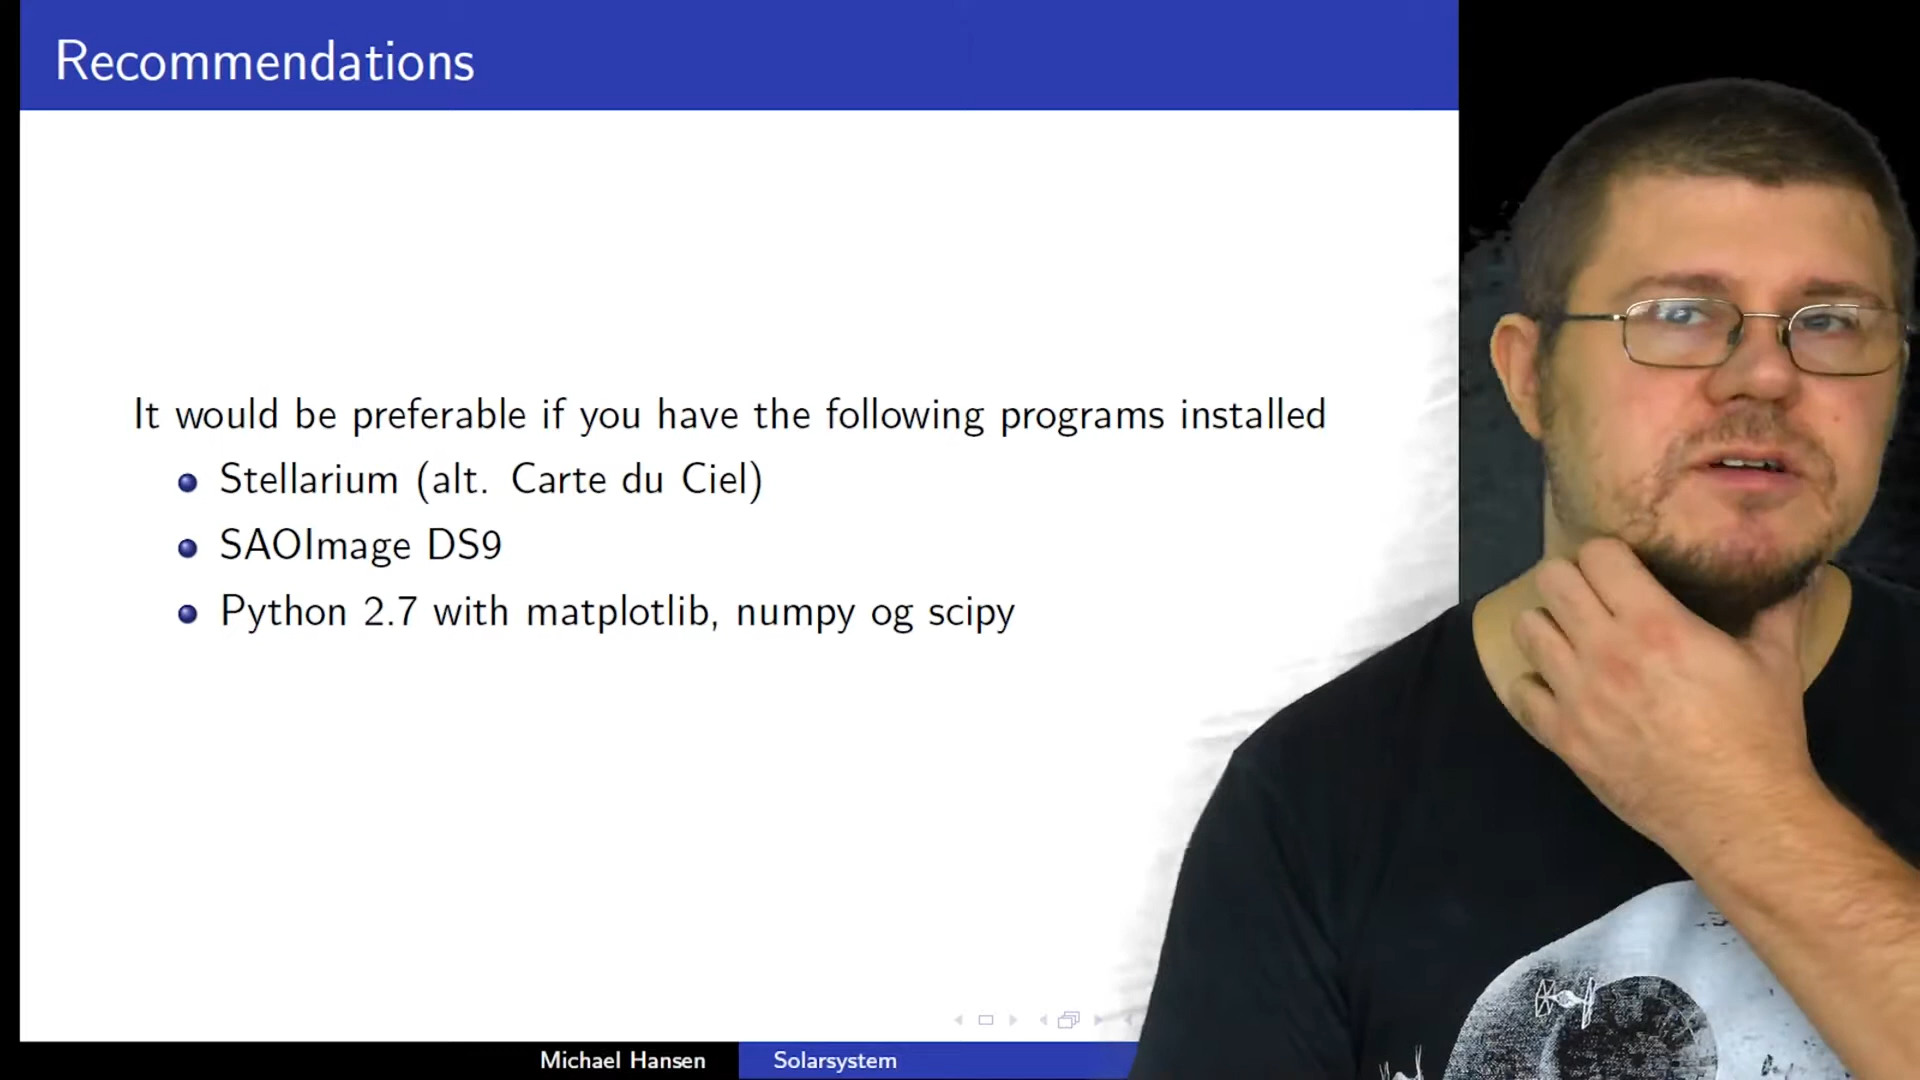 Recommendations
It would be preferable if you have the following programs installed
Stellarium (alt. Carte du Ciel)
SAOImage DS9
Python 2.7 with matplotlib, numpy og scipy
Michael Hansen
Solarsystem